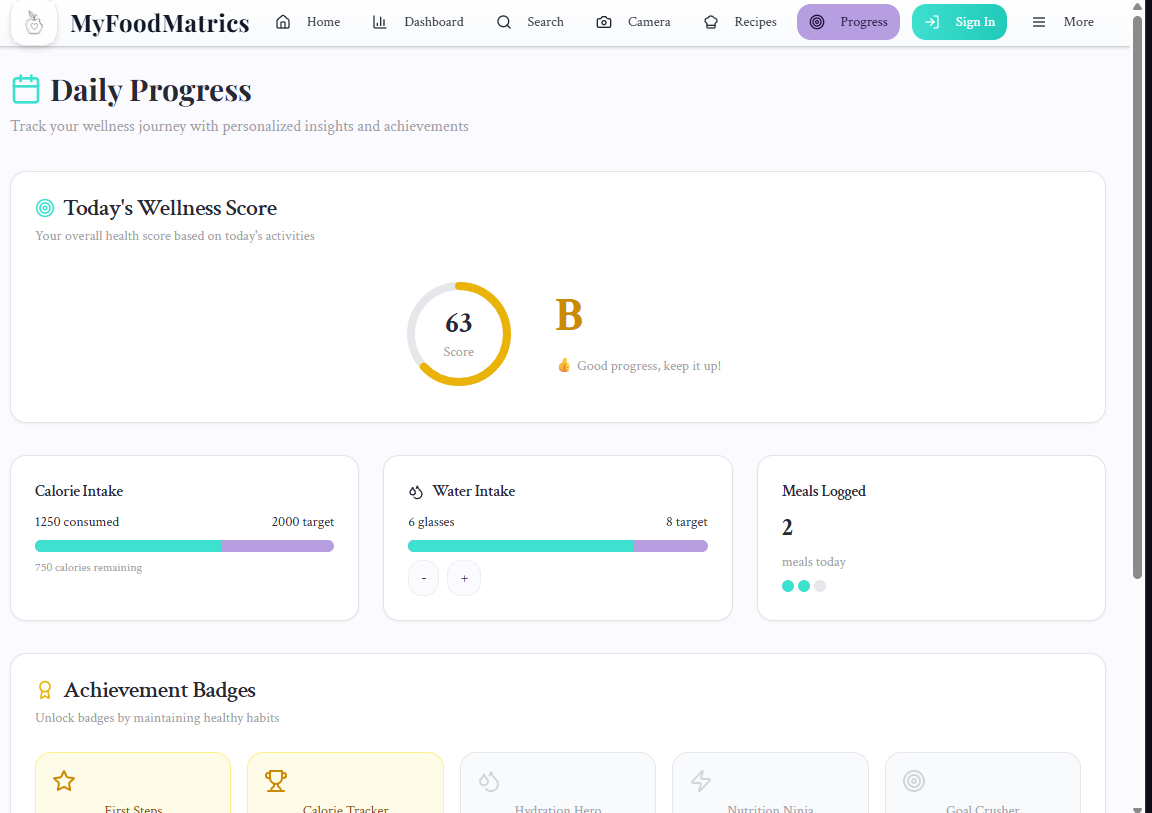 MyFoodMatrics
Home
Dashboard
Search
Camera
Recipes
Progress
Sign In
More
Daily Progress
Track your wellness journey with personalized insights and achievements
Today's Wellness Score
Your overall health score based on today's activities
63
Score
B
👍 Good progress, keep it up!
Calorie Intake
1250 consumed
2000 target
750 calories remaining
Water Intake
6 glasses
8 target
-
+
Meals Logged
2
meals today
Achievement Badges
Unlock badges by maintaining healthy habits
First Steps
Calorie Tracker
Hydration Hero
Nutrition Ninja
Goal Crusher